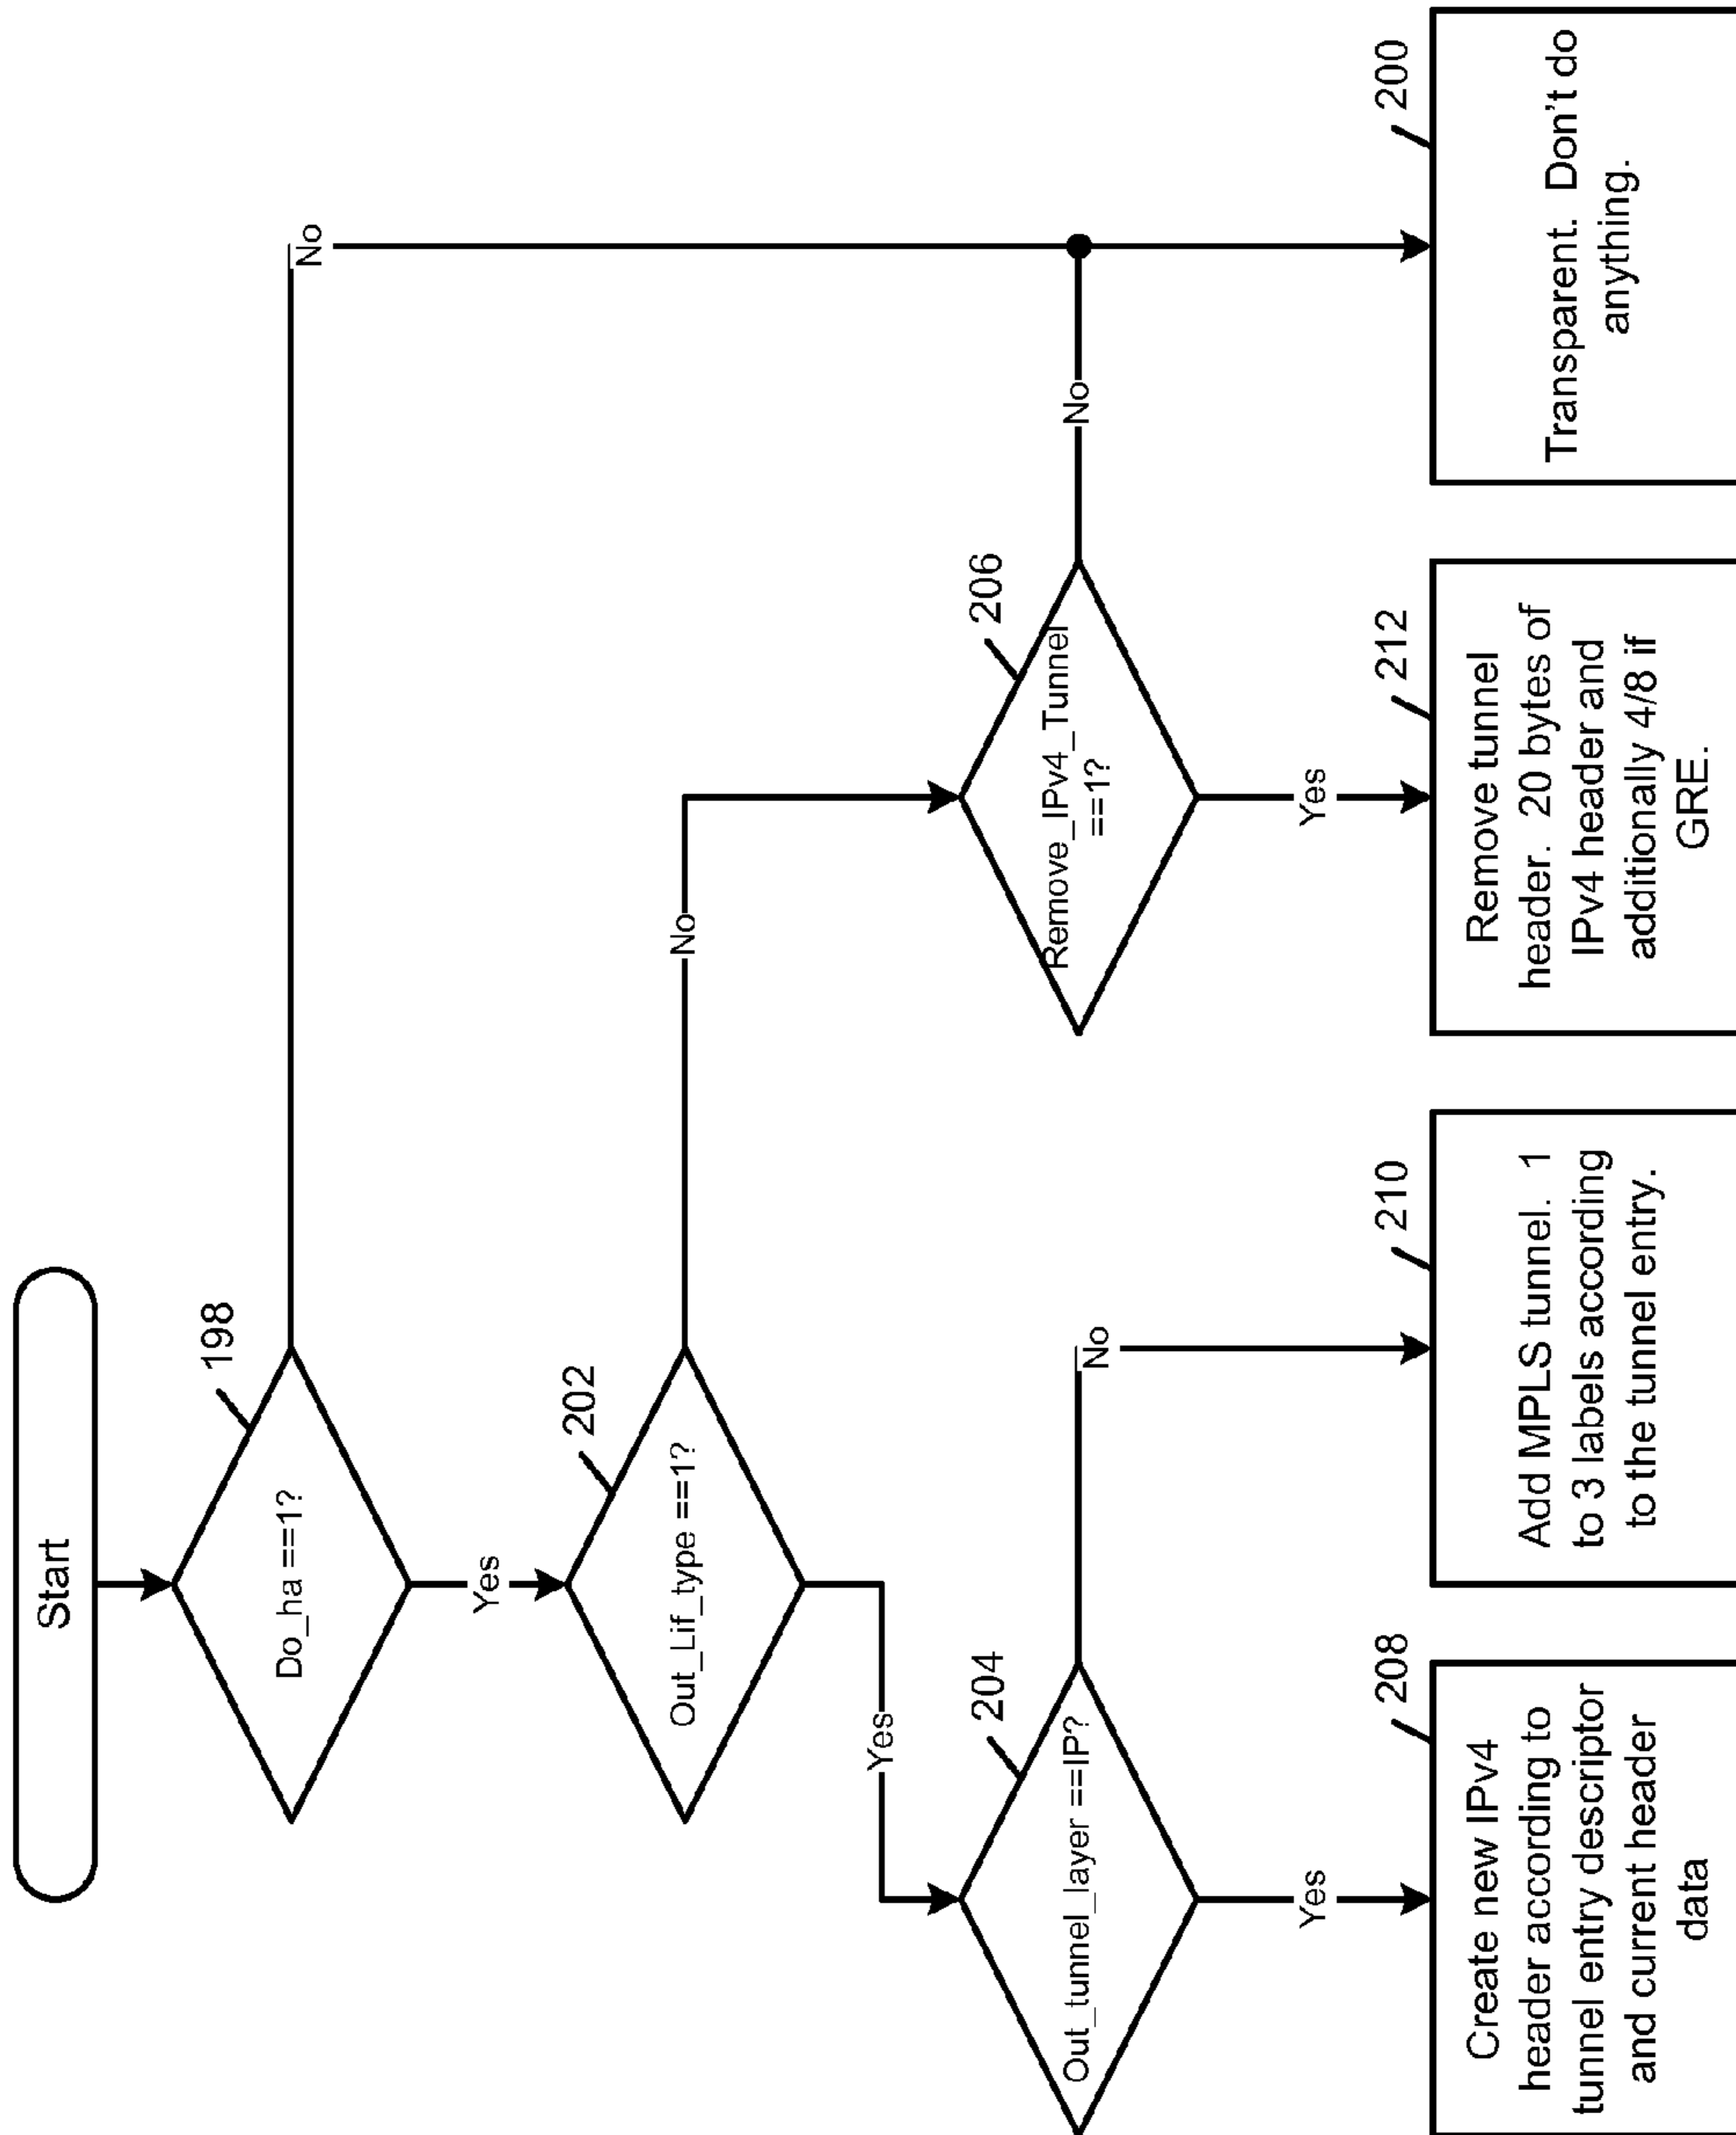 Start
198
Do_ha ==1?
No
Yes
202
Out_Lif_type ==1?
No
Yes
204
Out_tunnel_layer ==IP?
No
Yes
206
Remove_IPv4_Tunnel
==1?
No
Yes
208
Create new IPv4
header according to
tunnel entry descriptor
and current header
data
210
Add MPLS tunnel. 1
to 3 labels according
to the tunnel entry.
212
Remove tunnel
header. 20 bytes of
IPv4 header and
additionally 4/8 if
GRE.
200
Transparent. Don't do
anything.